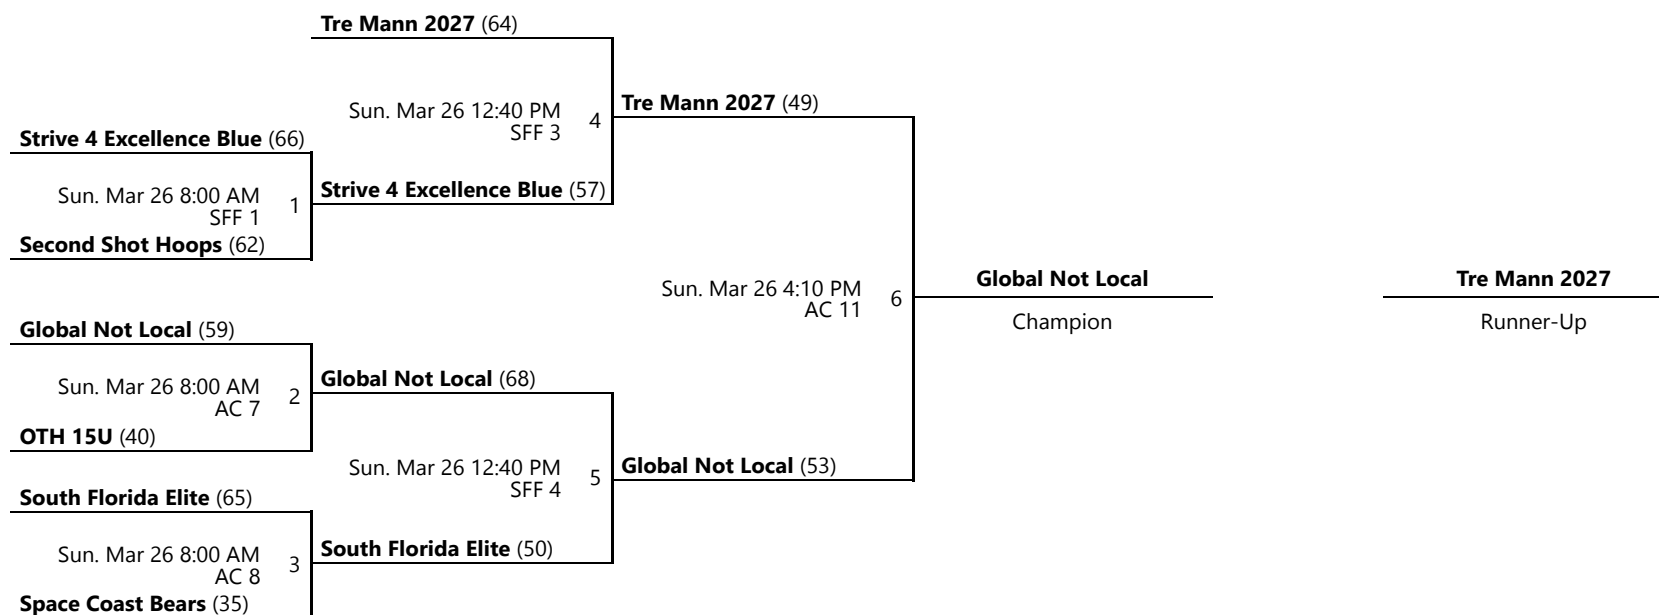 Tre Mann 2027 (64)
Sun. Mar 26 12:40 PM
SFF 3
4
Tre Mann 2027 (49)
Strive 4 Excellence Blue (66)
Sun. Mar 26 8:00 AM
SFF 1
1
Strive 4 Excellence Blue (57)
Second Shot Hoops (62)
Sun. Mar 26 4:10 PM
AC 11
6
Global Not Local
Champion
Tre Mann 2027
Runner-Up
Global Not Local (59)
Sun. Mar 26 8:00 AM
AC 7
2
Global Not Local (68)
OTH 15U (40)
Sun. Mar 26 12:40 PM
SFF 4
5
Global Not Local (53)
South Florida Elite (65)
Sun. Mar 26 8:00 AM
AC 8
3
South Florida Elite (50)
Space Coast Bears (35)